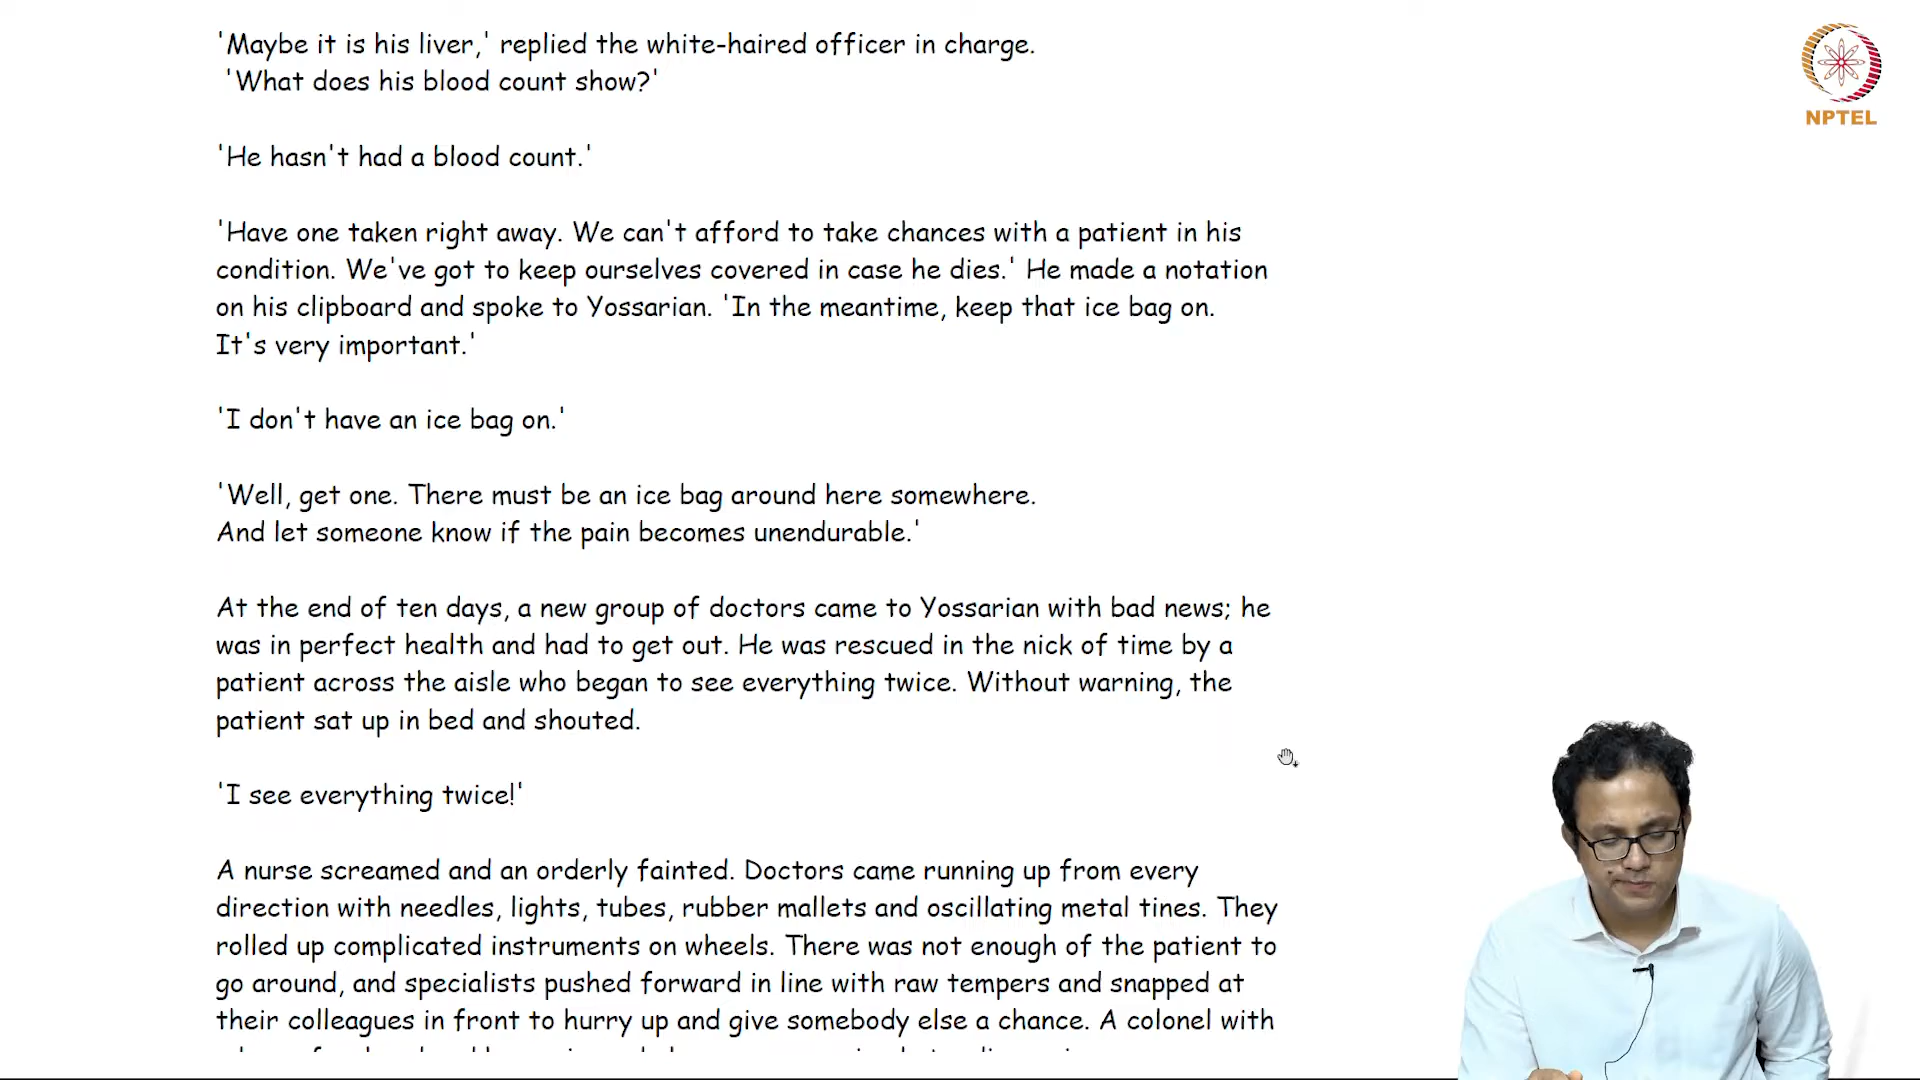 'Maybe it is his liver,' replied the white-haired officer in charge.
'What does his blood count show?'
'He hasn't had a blood count.'
'Have one taken right away. We can't afford to take chances with a patient in his
condition. We've got to keep ourselves covered in case he dies.' He made a notation
on his clipboard and spoke to Yossarian. 'In the meantime, keep that ice bag on.
It's very important.'
'I don't have an ice bag on.'
'Well, get one. There must be an ice bag around here somewhere.
And let someone know if the pain becomes unendurable.'
At the end of ten days, a new group of doctors came to Yossarian with bad news; he
was in perfect health and had to get out. He was rescued in the nick of time by a
patient across the aisle who began to see everything twice. Without warning, the
patient sat up in bed and shouted.
'I see everything twice!'
A nurse screamed and an orderly fainted. Doctors came running up from every
direction with needles, lights, tubes, rubber mallets and oscillating metal tines. They
rolled up complicated instruments on wheels. There was not enough of the patient to
go around, and specialists pushed forward in line with raw tempers and snapped at
their colleagues in front to hurry up and give somebody else a chance. A colonel with
NPTEL